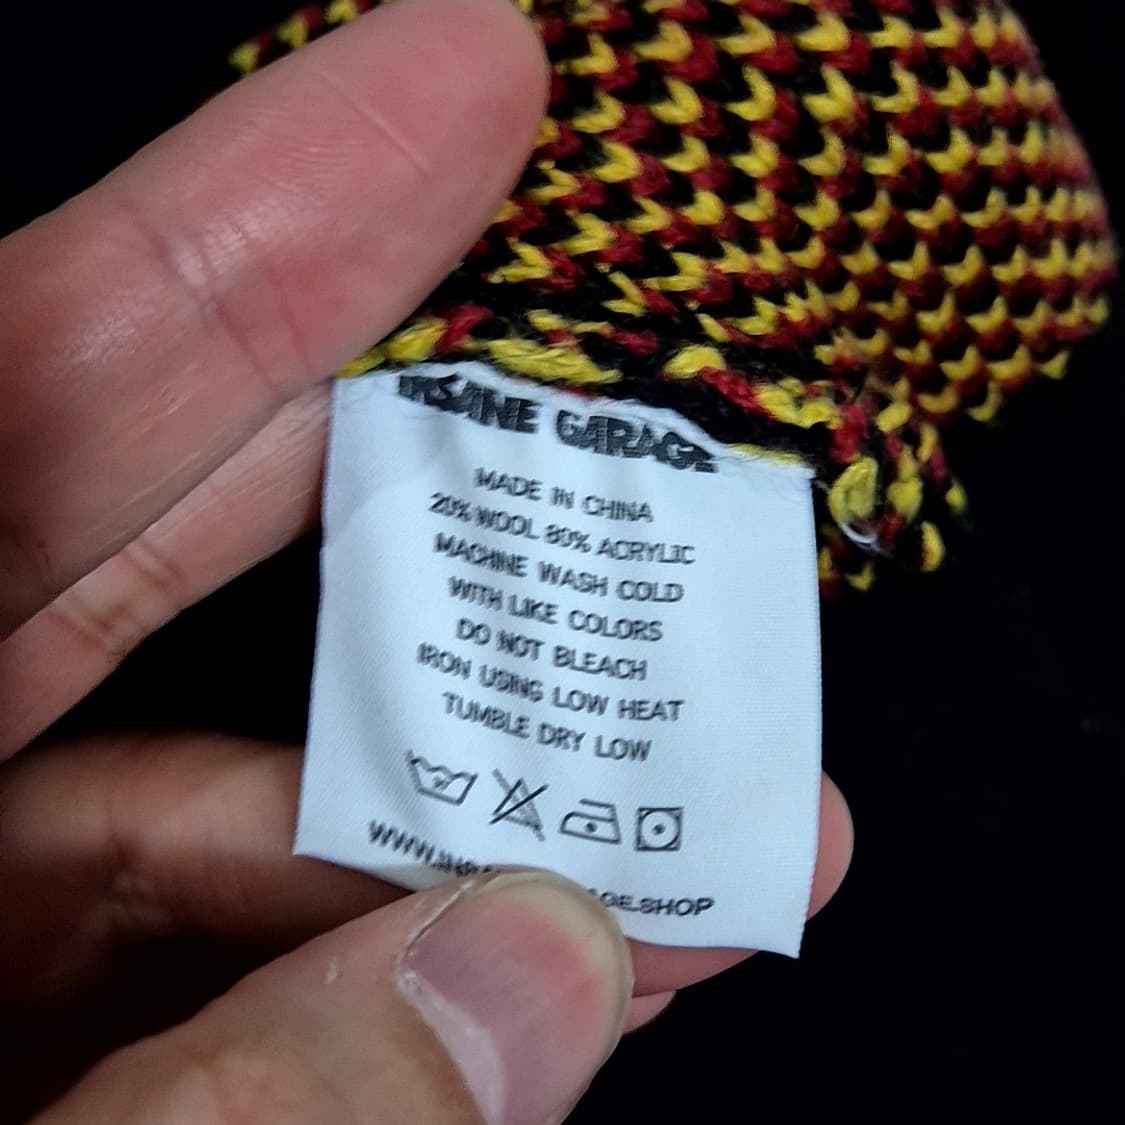 INSANE GARAGE
MADE IN CHINA
20% WOOL 80% ACRYLIC
MACHINE WASH COLD
WITH LIKE COLORS
DO NOT BLEACH
IRON USING LOW HEAT
TUMBLE DRY LOW